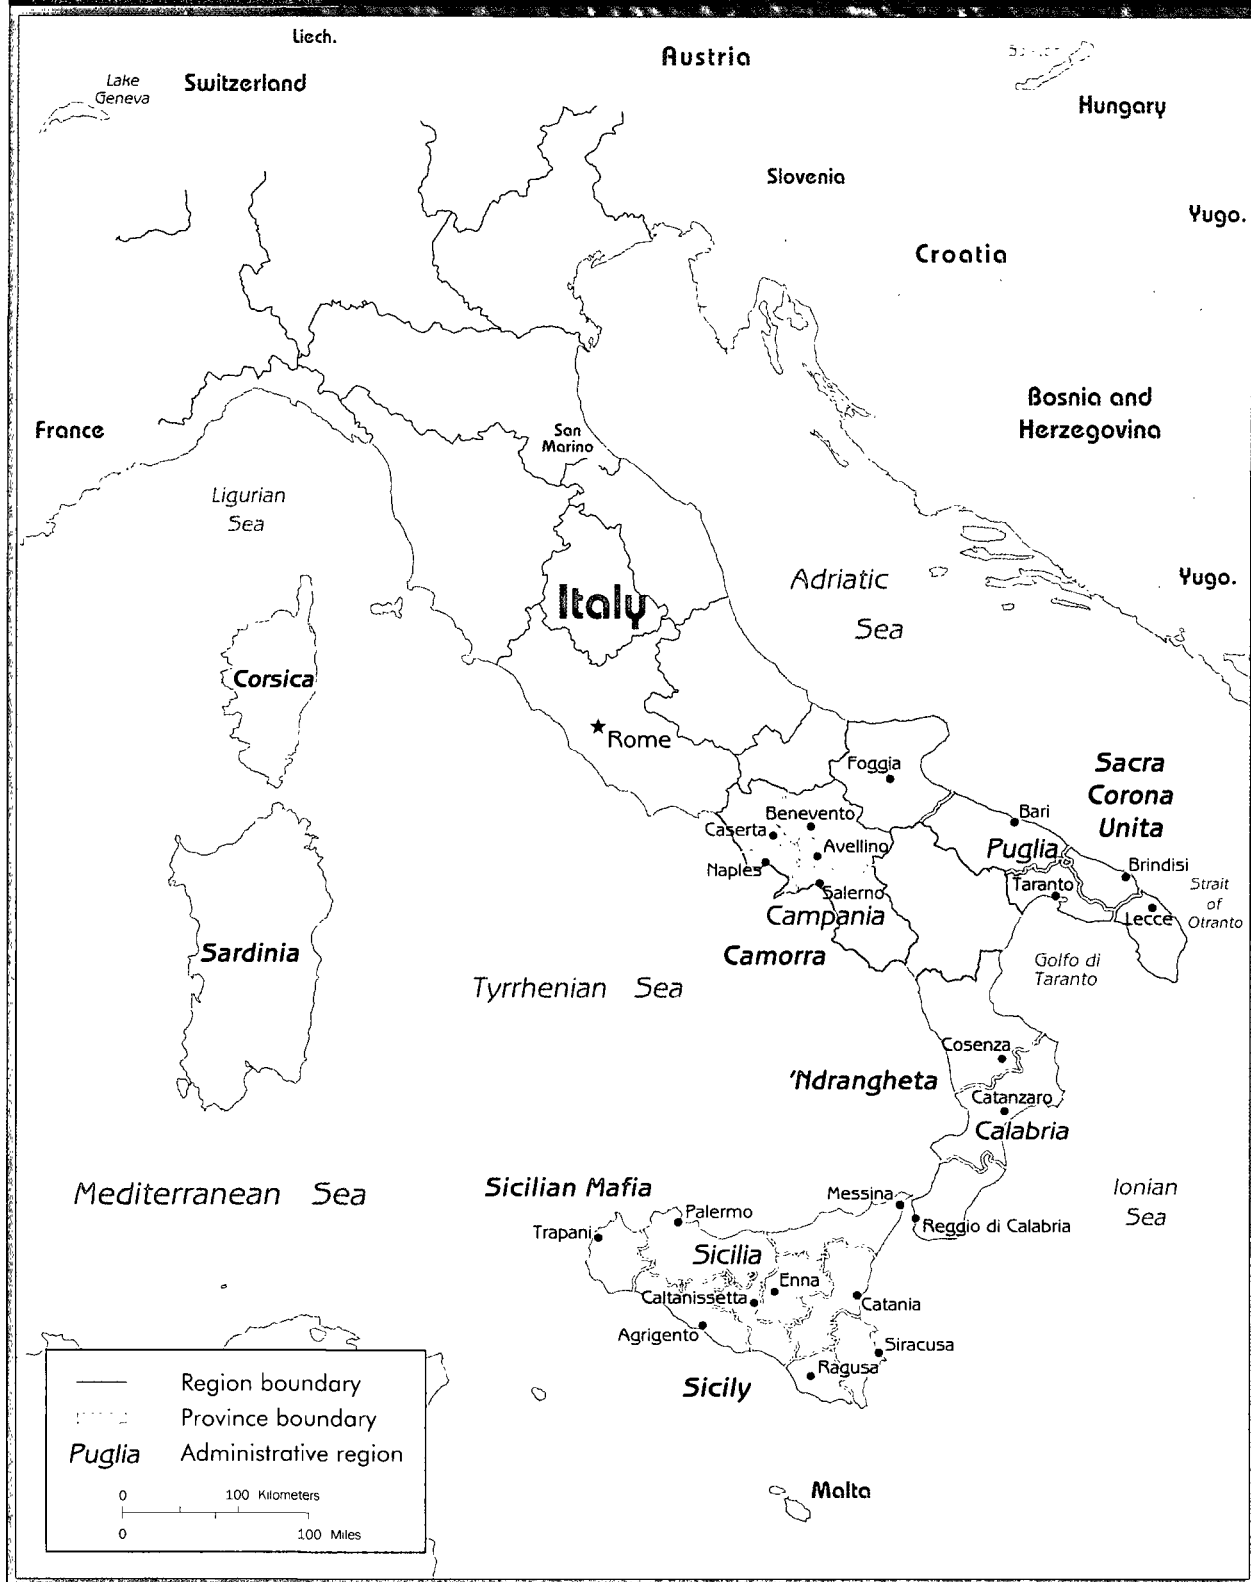 Liech.
Austria
Lake
Geneva
Switzerland
Hungary
Slovenia
Yugo.
Croatia
Bosnia and
Herzegovina
France
San
Marino
Ligurian
Sea
Adriatic
Sea
Yugo.
Italy
Corsica
Rome
Foggia
Sacra
Corona
Unita
Benevento
Bari
Caserta
Avellino
Puglia
Naples
Brindisi
Taranto
Salerno
Strait
of
Otranto
Lecce
Campania
Camorra
Sardinia
Golfo di
Taranto
Tyrrhenian Sea
Cosenza
'Ndrangheta
Catanzaro
Calabria
Mediterranean Sea
Sicilian Mafia
Messina
Ionian
Sea
Palermo
Reggio di Calabria
Trapani
Sicilia
Enna
Caltanissetta
Catania
Agrigento
Siracusa
Ragusa
Sicily
Region boundary
Province boundary
Puglia Administrative region
0 100 Kilometers
0 100 Miles
Malta